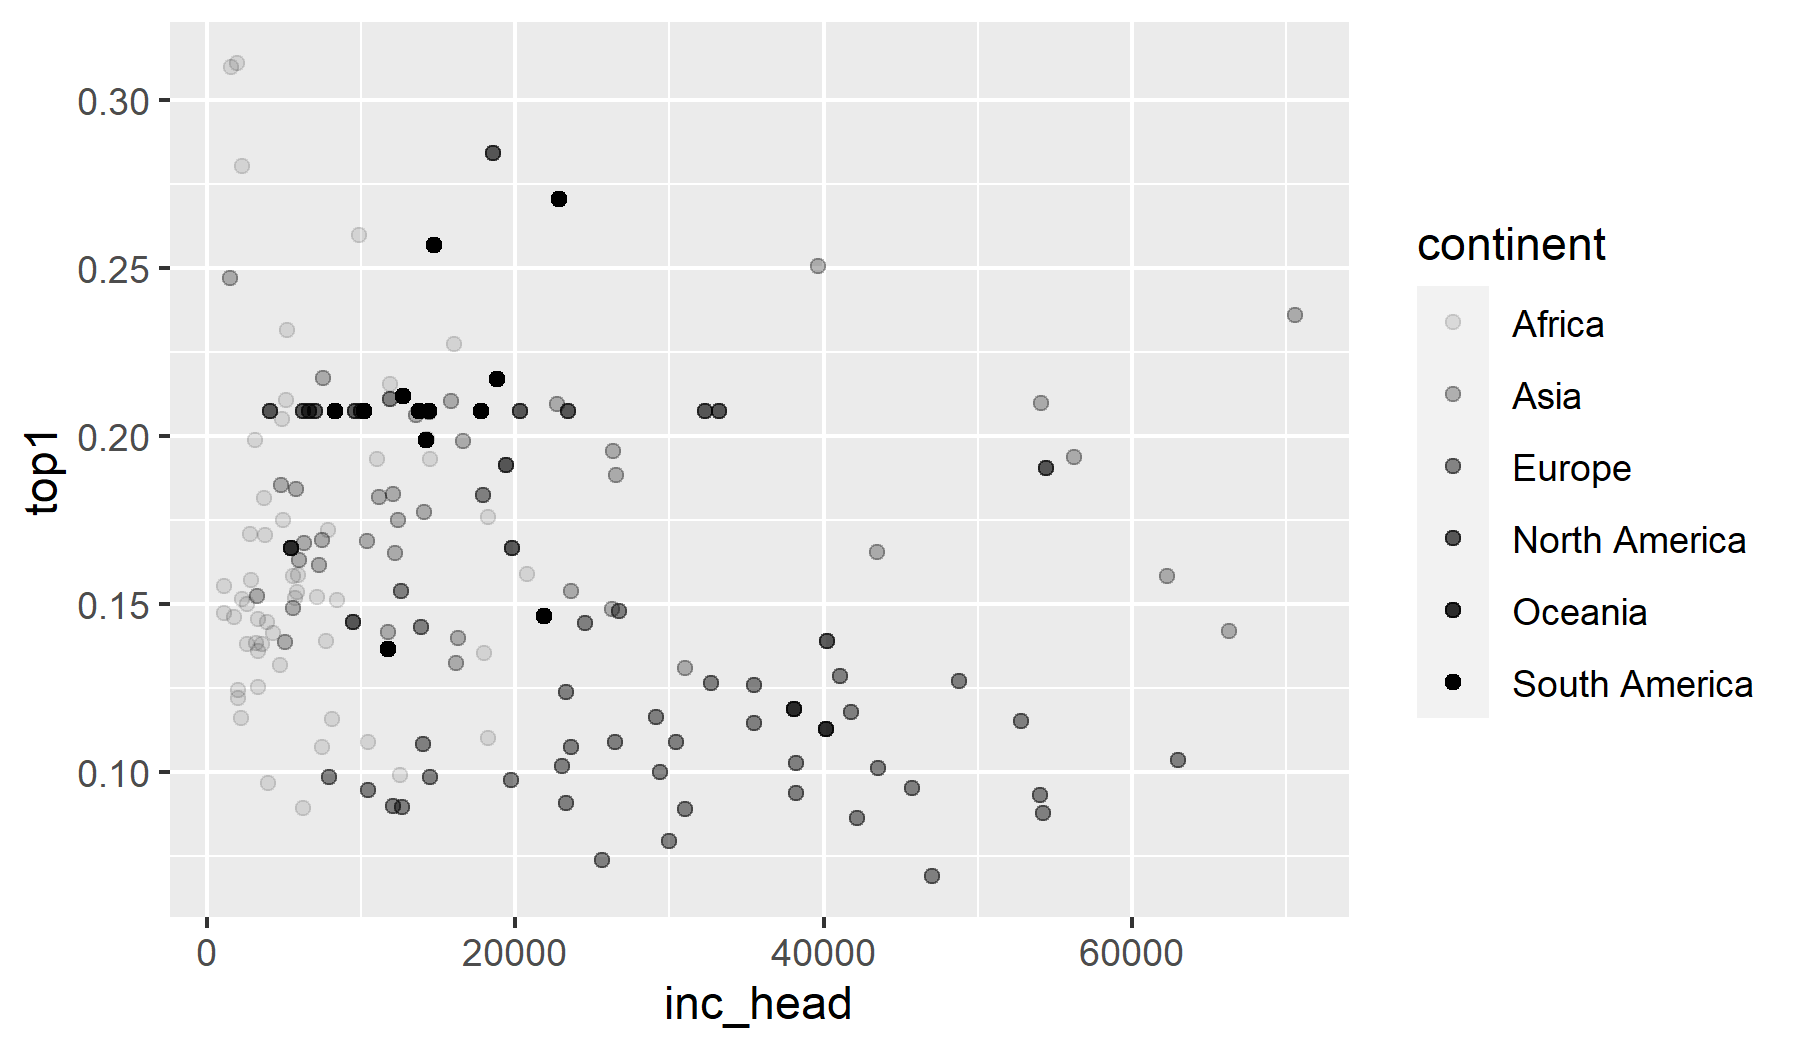 0.30
0.25
0.20
0.15
0.10
top1
0
20000
40000
60000
inc_head
continent
Africa
Asia
Europe
North America
Oceania
South America